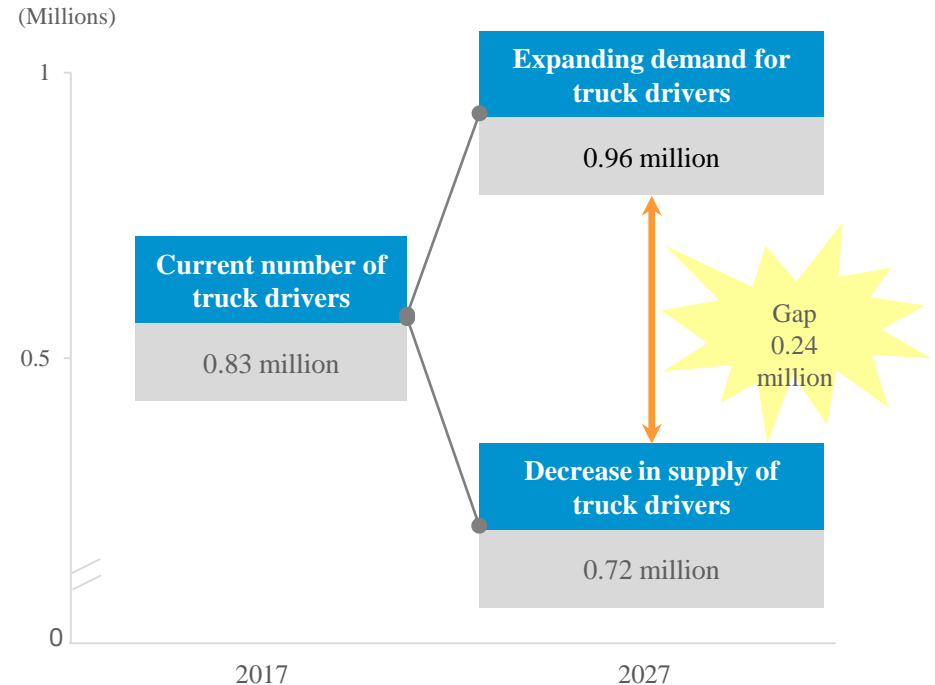 (Millions)
1
0.5
0
Expanding demand for
truck drivers
0.96 million
Current number of
truck drivers
0.83 million
Gap
0.24
million
Decrease in supply of
truck drivers
0.72 million
2017
2027